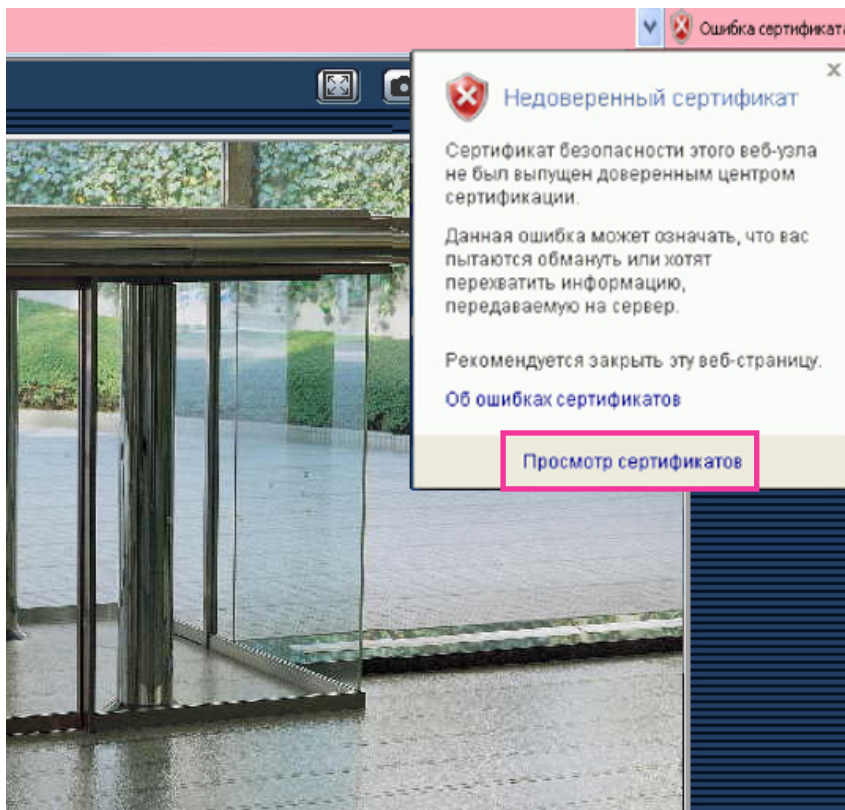 Ошибка сертификата
Недоверенный сертификат
Сертификат безопасности этого веб-узла
не был выпущен доверенным центром
сертификации.
Данная ошибка может означать, что вас
пытаются обмануть или хотят
перехватить информацию,
передаваемую на сервер.
Рекомендуется закрыть эту веб-страницу.
Об ошибках сертификатов
Просмотр сертификатов